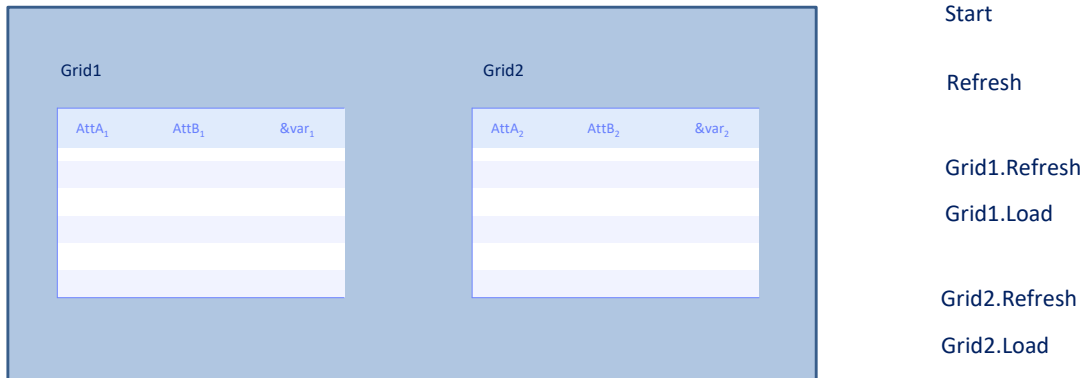 Grid1
AttA₁ AttB₁ &var₁
Grid2
AttA₂ AttB₂ &var₂
Start
Refresh
Grid1.Refresh
Grid1.Load
Grid2.Refresh
Grid2.Load